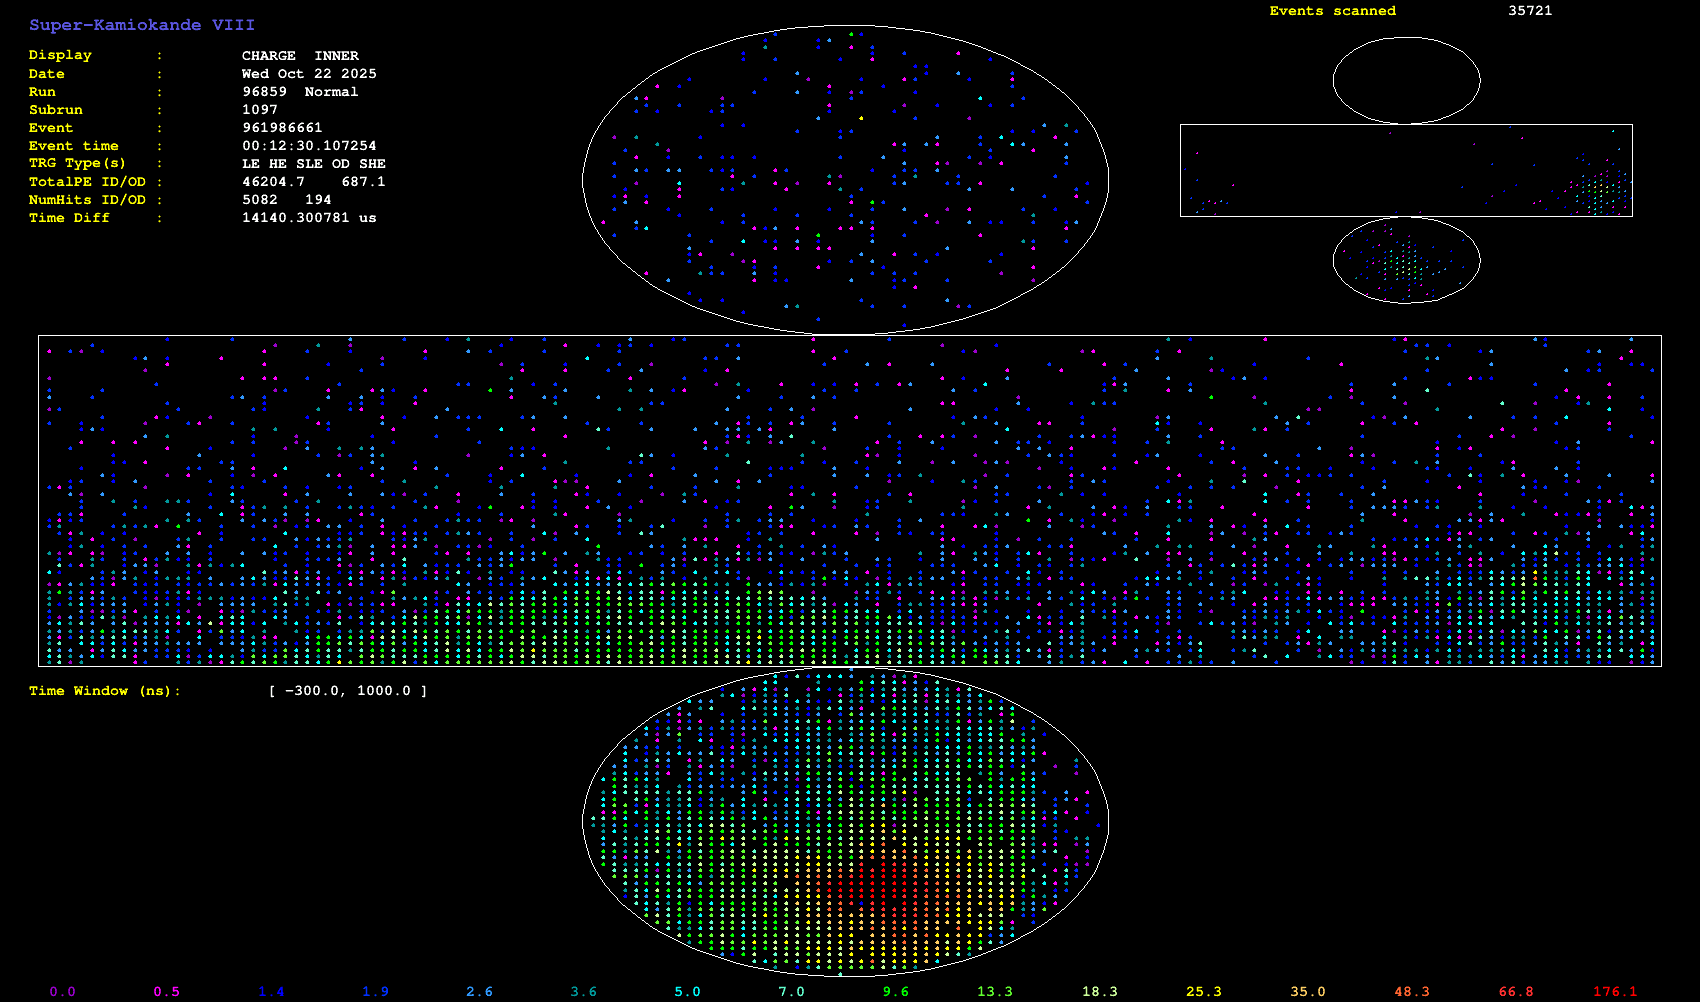 Super-Kamiokande VIII
Events scanned 35721
Display : CHARGE INNER
Date : Wed Oct 22 2025
Run : 96859 Normal
Subrun : 1097
Event : 961986661
Event time : 00:12:30.107254
TRG Type(s) : LE HE SLE OD SHE
TotalPE ID/OD : 46204.7 687.1
NumHits ID/OD : 5082 194
Time Diff : 14140.300781 us
Time Window (ns): [ -300.0, 1000.0 ]
0.0 0.5 1.4 1.9 2.6 3.6 5.0 7.0 9.6 13.3 18.3 25.3 35.0 48.3 66.8 176.1